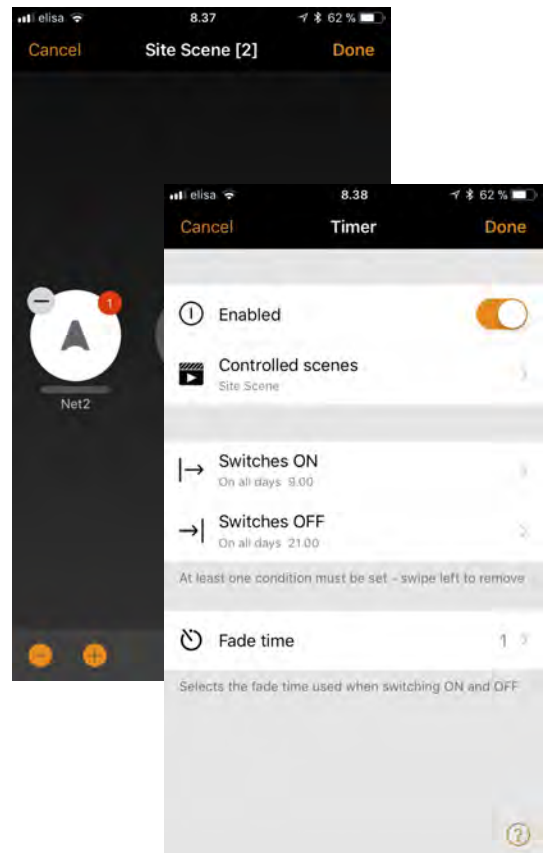 elisa 8.37 62 %
Cancel Site Scene [2] Done
1
Net2
elisa 8.38 62 %
Cancel Timer Done
Enabled
Controlled scenes
Site Scene
Switches ON
On all days 9.00
Switches OFF
On all days 21.00
At least one condition must be set - swipe left to remove
Fade time 1
Selects the fade time used when switching ON and OFF
?